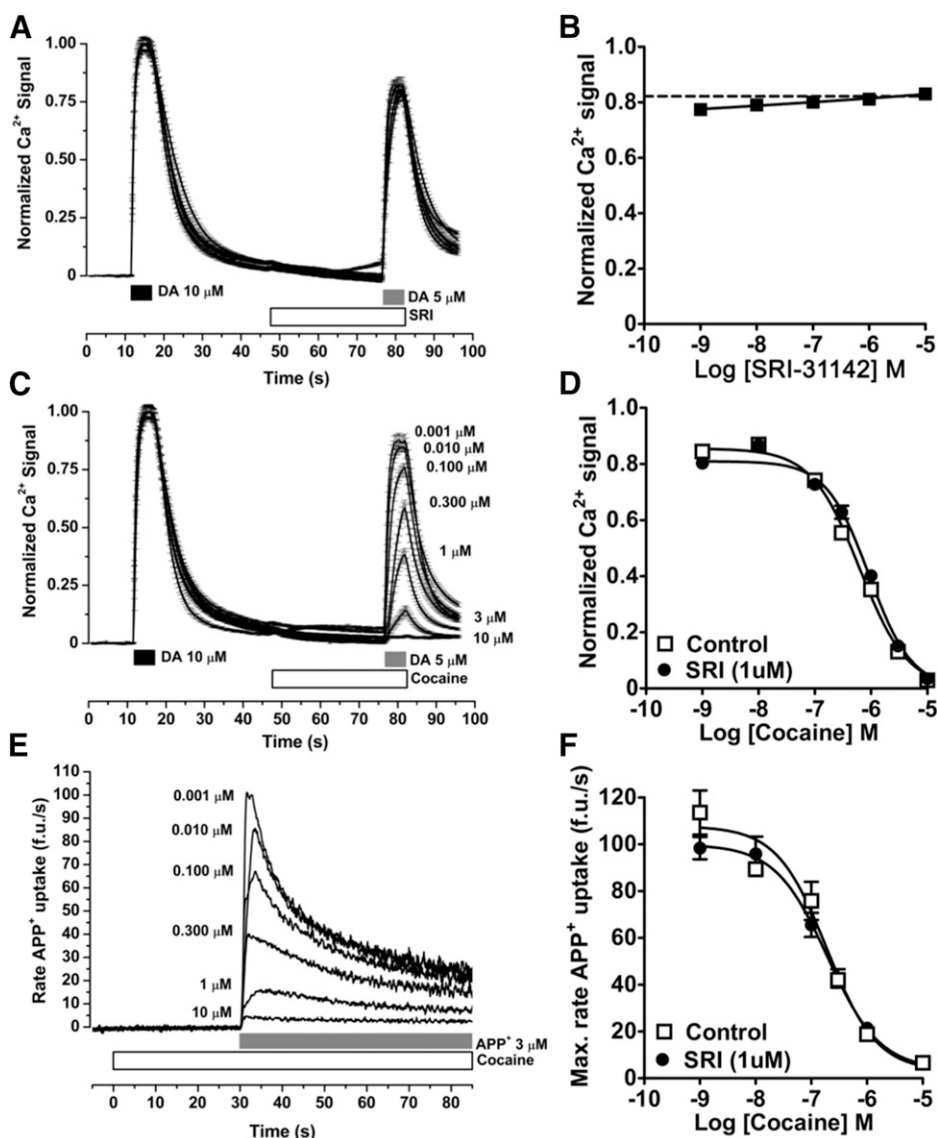 A
1.00
0.75
0.50
0.25
0
Normalized Ca2+ Signal
DA 10 μM
DA 5 μM
SRI
0 10 20 30 40 50 60 70 80 90 100
Time (s)
B
1.0
0.8
0.6
0.4
0.2
0
Normalized Ca2+ signal
-10 -9 -8 -7 -6 -5
Log [SRI-31142] M
C
1.00
0.75
0.50
0.25
0
Normalized Ca2+ Signal
0.001 μM
0.010 μM
0.100 μM
0.300 μM
1 μM
3 μM
10 μM
DA 10 μM
DA 5 μM
Cocaine
0 10 20 30 40 50 60 70 80 90 100
Time (s)
D
1.0
0.8
0.6
0.4
0.2
0
Normalized Ca2+ signal
Control
SRI (1uM)
-10 -9 -8 -7 -6 -5
Log [Cocaine] M
E
110
100
90
80
70
60
50
40
30
20
10
0
Rate APP+ uptake (f.u./s)
0.001 μM
0.010 μM
0.100 μM
0.300 μM
1 μM
10 μM
APP+ 3 μM
Cocaine
0 10 20 30 40 50 60 70 80
Time (s)
F
120
100
80
60
40
20
0
Max. rate APP+ uptake (f.u./s)
Control
SRI (1uM)
-10 -9 -8 -7 -6 -5
Log [Cocaine] M